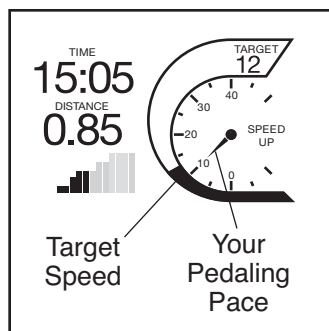 TIME
15:05
DISTANCE
0.85
TARGET
12
40
30
20
10
0
SPEED
UP
Target
Speed
Your
Pedaling
Pace